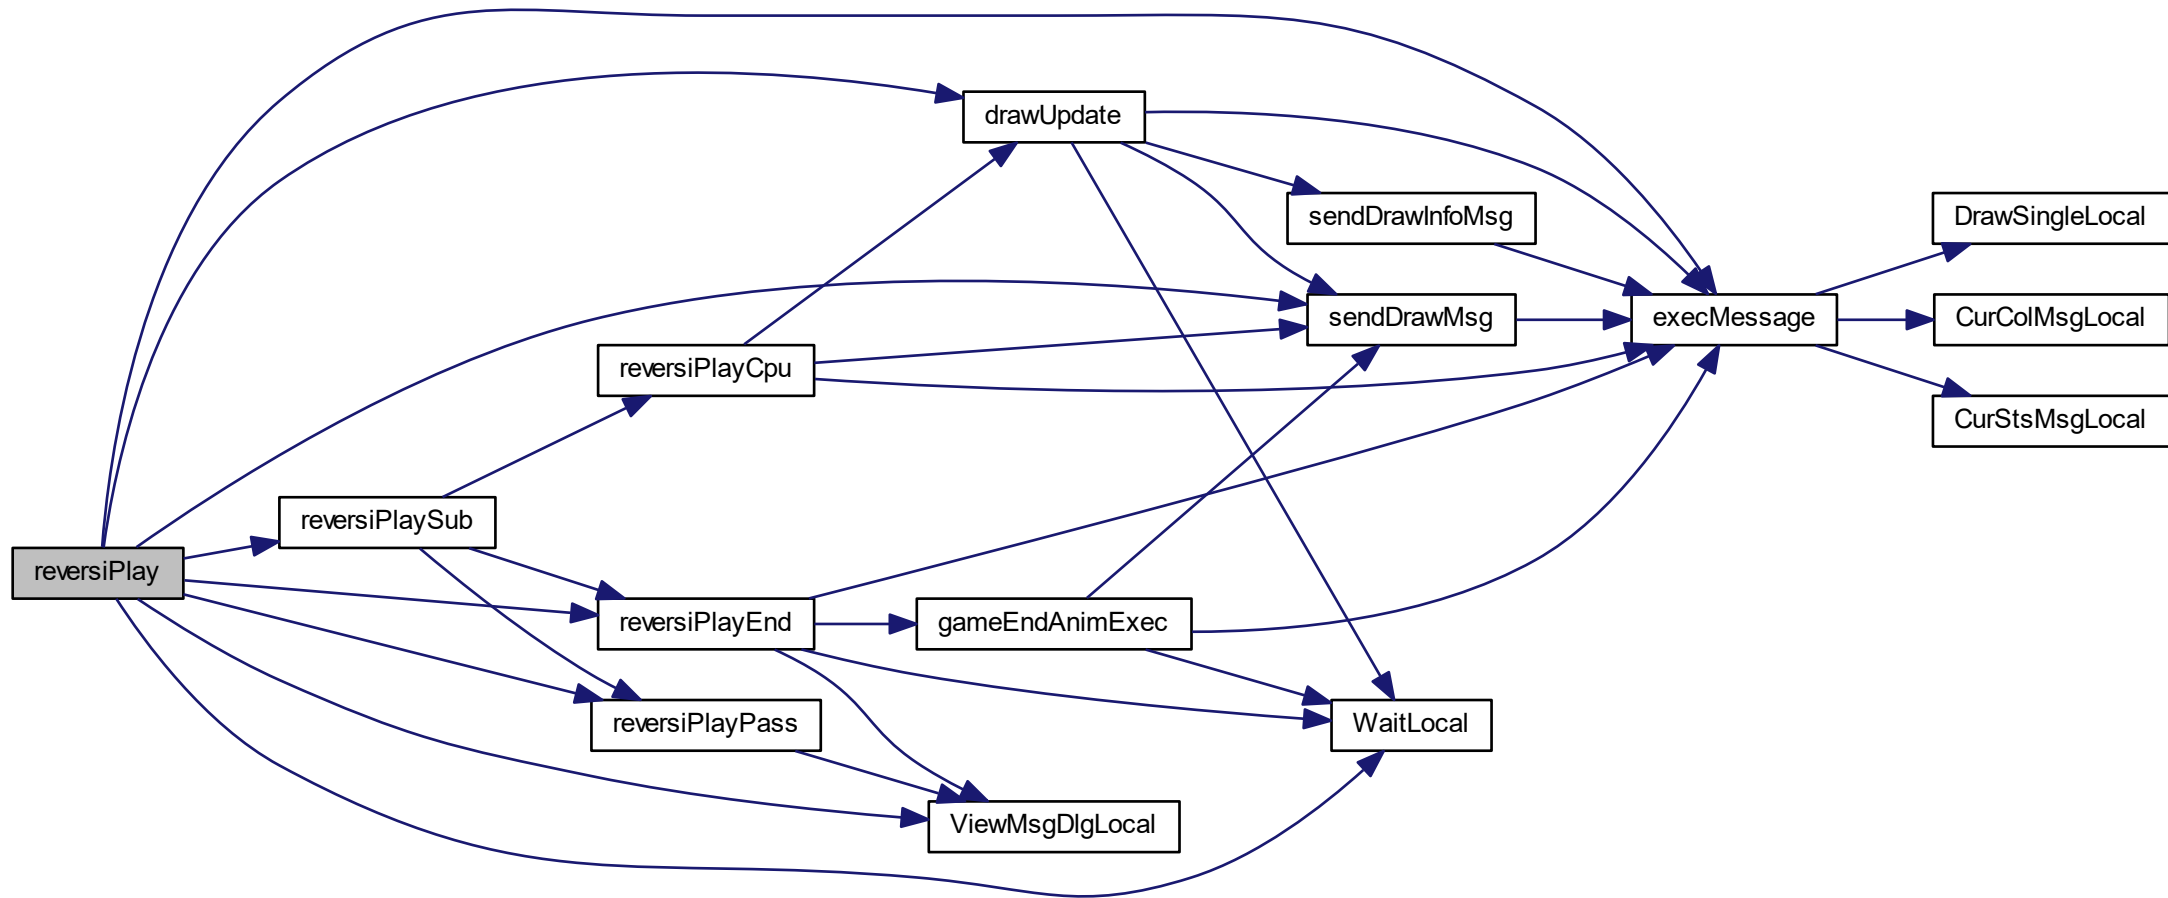 drawUpdate
sendDrawInfoMsg
DrawSingleLocal
sendDrawMsg
execMessage
CurColMsgLocal
reversiPlayCpu
CurStsMsgLocal
reversiPlaySub
reversiPlay
reversiPlayEnd
gameEndAnimExec
reversiPlayPass
WaitLocal
ViewMsgDlgLocal